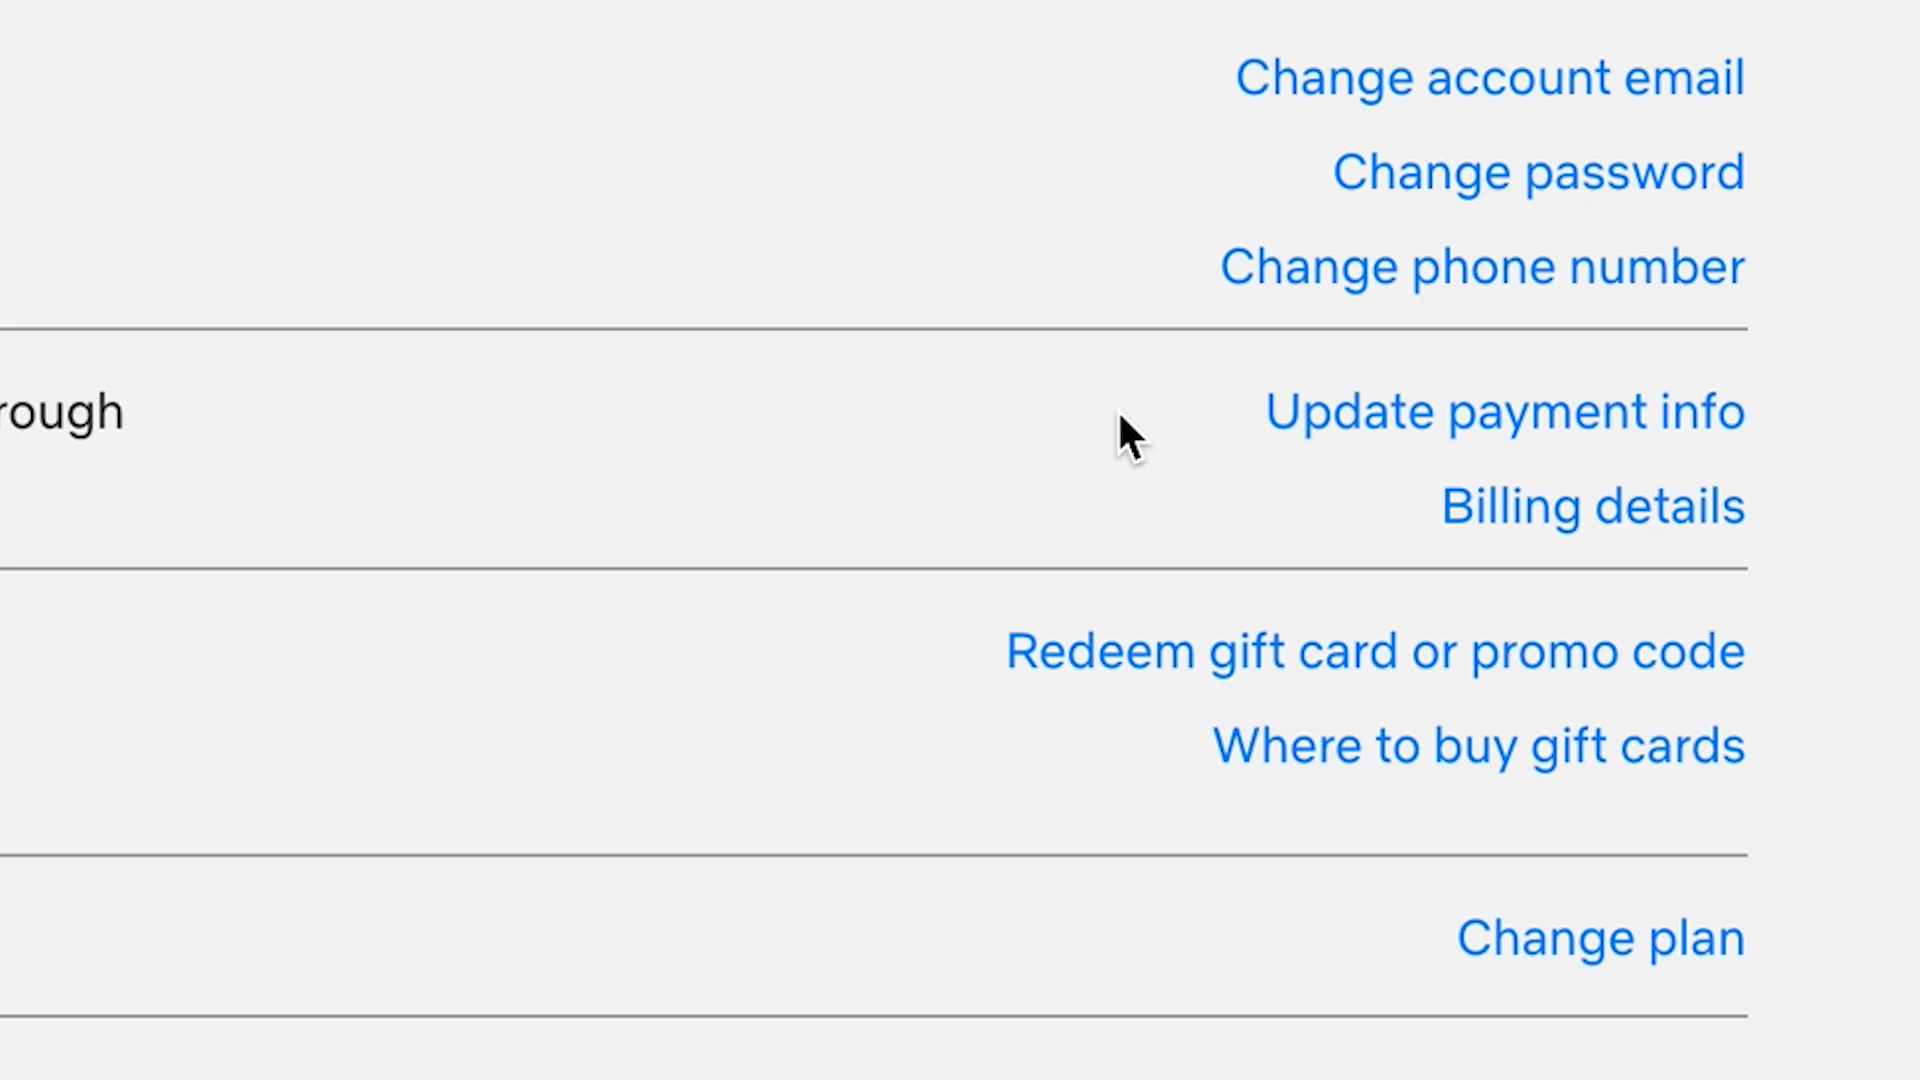 Change account email
Change password
Change phone number
rough
Update payment info
Billing details
Redeem gift card or promo code
Where to buy gift cards
Change plan